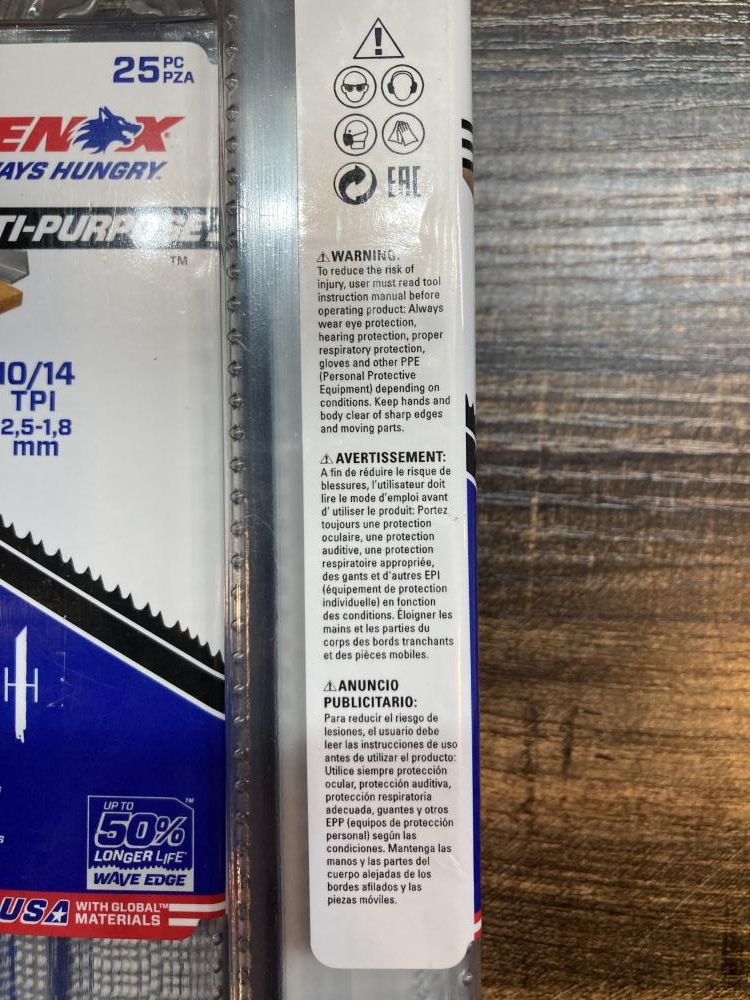 25 PC
PZA
ENOX
AYS HUNGRY
TI-PURPOSE
TM
10/14
TPI
2,5-1,8
mm
UP TO
50%
TM
LONGER LIFE
WAVE EDGE
USA WITH GLOBAL™
MATERIALS
EAC
⚠ WARNING:
To reduce the risk of
injury, user must read tool
instruction manual before
operating product: Always
wear eye protection,
hearing protection, proper
respiratory protection,
gloves and other PPE
(Personal Protective
Equipment) depending on
conditions. Keep hands and
body clear of sharp edges
and moving parts.
⚠ AVERTISSEMENT:
A fin de réduire le risque de
blessures, l'utilisateur doit
lire le mode d'emploi avant
d' utiliser le produit: Portez
toujours une protection
oculaire, une protection
auditive, une protection
respiratoire appropriée,
des gants et d'autres EPI
(équipement de protection
individuelle) en fonction
des conditions. Éloigner les
mains et les parties du
corps des bords tranchants
et des pièces mobiles.
⚠ ANUNCIO
PUBLICITARIO:
Para reducir el riesgo de
lesiones, el usuario debe
leer las instrucciones de uso
antes de utilizar el producto:
Utilice siempre protección
ocular, protección auditiva,
protección respiratoria
adecuada, guantes y otros
EPP (equipos de protección
personal) según las
condiciones. Mantenga las
manos y las partes del
cuerpo alejadas de los
bordes afilados y las
piezas móviles.